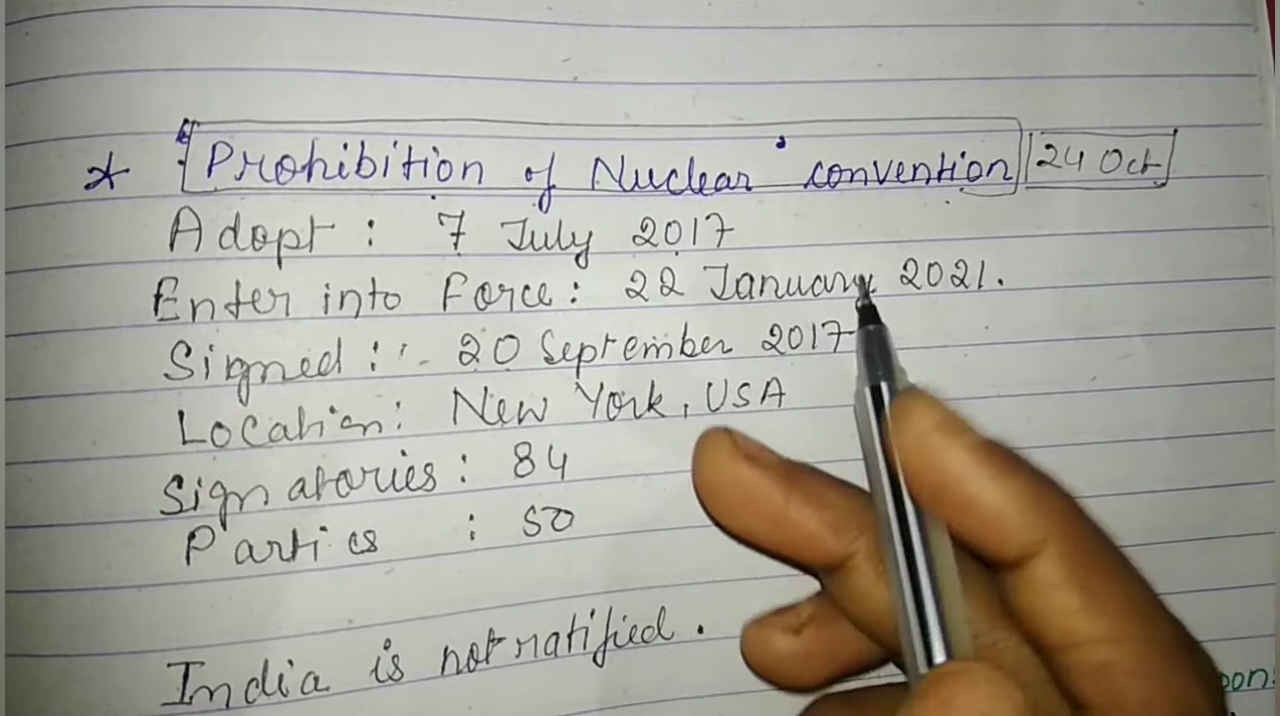 * Prohibition of Nuclear convention 24 Oct
Adopt : 7 July 2017
Enter into Force : 22 January 2021.
Signed : - 20 September 2017
Location : New York, USA
Signatories : 84
Parties : 50
India is not ratified.